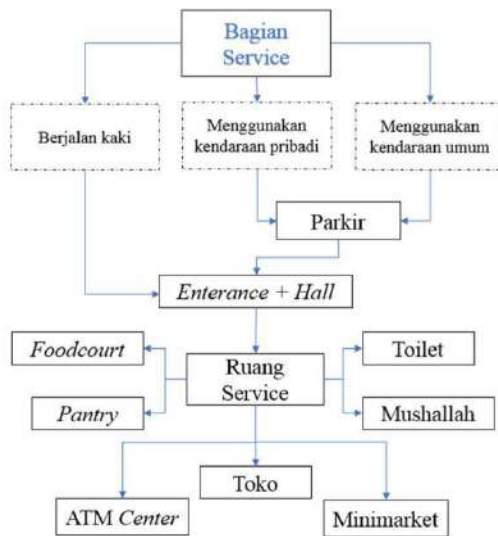 Bagian
Service
Berjalan kaki
Menggunakan
kendaraan pribadi
Menggunakan
kendaraan umum
Parkir
Enterance + Hall
Foodcourt
Ruang
Service
Toilet
Pantry
Mushallah
Toko
ATM Center
Minimarket